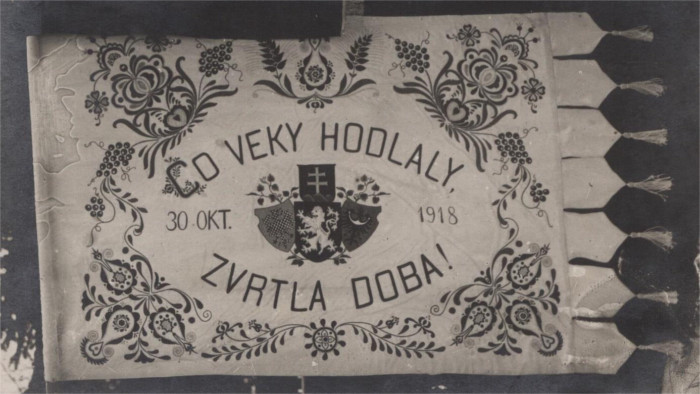 ČO VEKY HODLALY,
30.OKT. 1918
ZVRTLA DOBA!